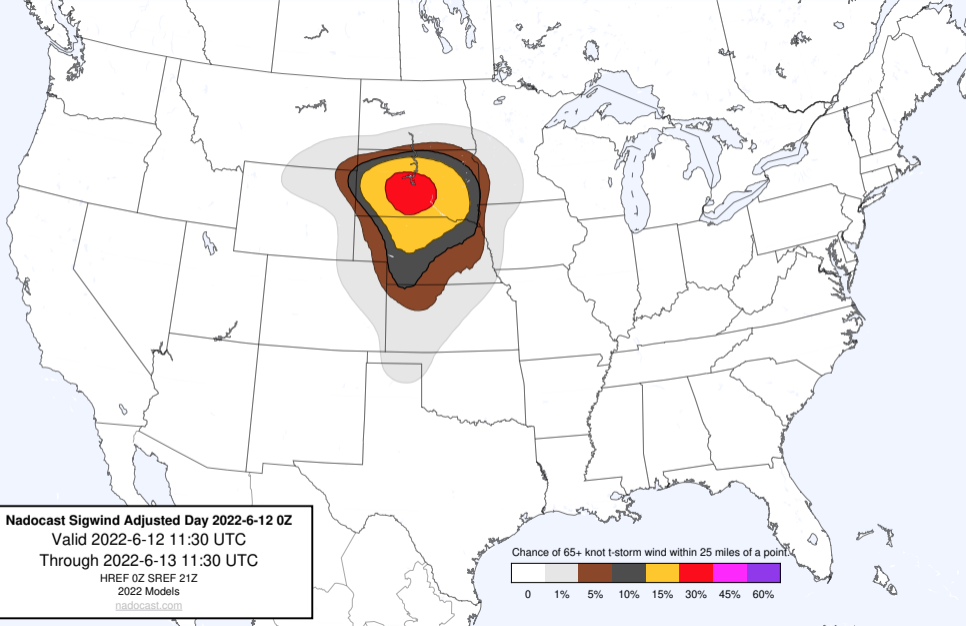 Nadocast Sigwind Adjusted Day 2022-6-12 0Z
Valid 2022-6-12 11:30 UTC
Through 2022-6-13 11:30 UTC
HREF 0Z SREF 21Z
2022 Models
nadocast.com
Chance of 65+ knot t-storm wind within 25 miles of a point.
0 1% 5% 10% 15% 30% 45% 60%